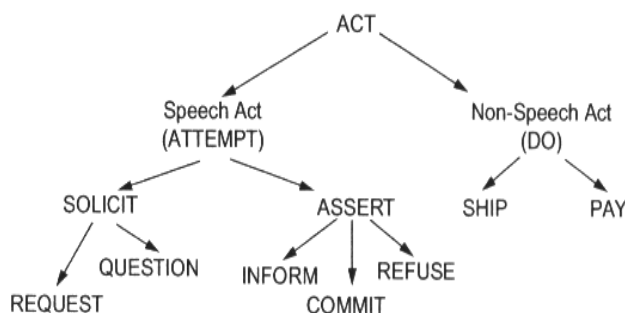 ACT
Speech Act
(ATTEMPT)
Non-Speech Act
(DO)
SOLICIT
ASSERT
SHIP
PAY
QUESTION
INFORM
REFUSE
REQUEST
COMMIT